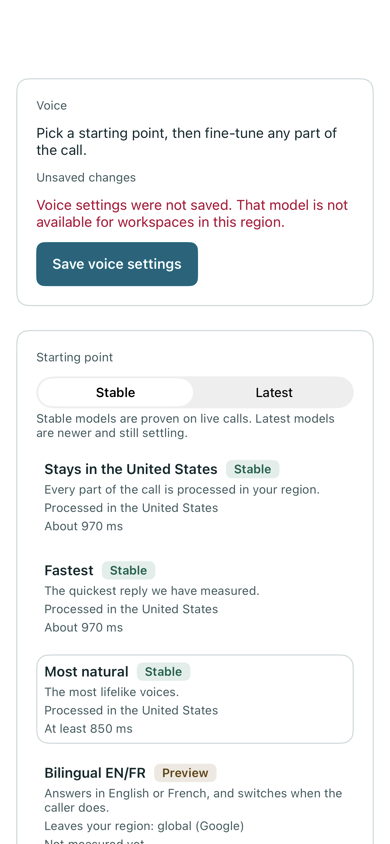 Voice
Pick a starting point, then fine-tune any part of
the call.
Unsaved changes
Voice settings were not saved. That model is not
available for workspaces in this region.
Save voice settings
Starting point
Stable Latest
Stable models are proven on live calls. Latest models
are newer and still settling.
Stays in the United States Stable
Every part of the call is processed in your region.
Processed in the United States
About 970 ms
Fastest Stable
The quickest reply we have measured.
Processed in the United States
About 970 ms
Most natural Stable
The most lifelike voices.
Processed in the United States
At least 850 ms
Bilingual EN/FR Preview
Answers in English or French, and switches when the
caller does.
Leaves your region: global (Google)
Not measured yet